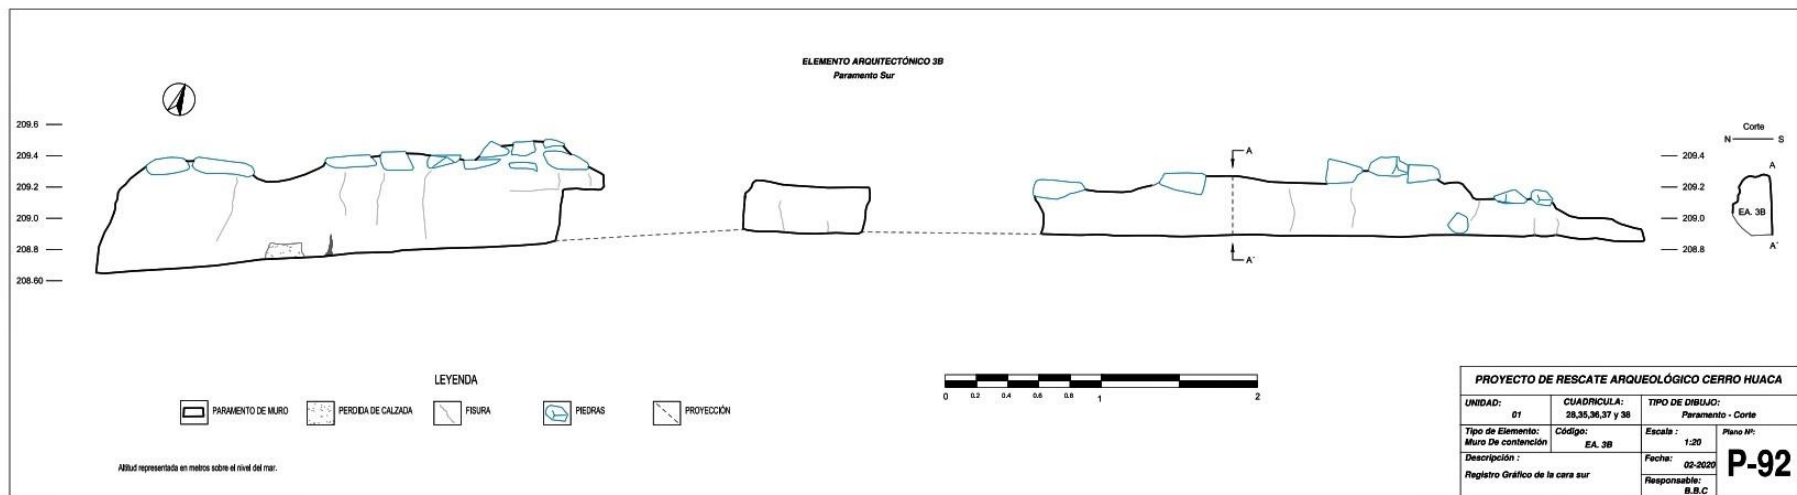 ELEMENTO ARQUITECTÓNICO 3B
Paramento Sur
209.6
209.4
209.2
209.0
208.8
208.60
A
A'
209.4
209.2
209.0
208.8
Corte
N S
A
EA. 3B
A'
LEYENDA
PARAMENTO DE MURO PERDIDA DE CALZADA FISURA PIEDRAS PROYECCIÓN
0 0.2 0.4 0.6 0.8 1 2
Altitud representada en metros sobre el nivel del mar.
PROYECTO DE RESCATE ARQUEOLÓGICO CERRO HUACA
UNIDAD: CUADRICULA: TIPO DE DIBUJO:
01 28,35,36,37 y 38 Paramento - Corte
Tipo de Elemento: Código: Escala : Plano Nº:
Muro De contención EA. 3B 1:20 P-92
Descripción : Fecha: 02-2020
Registro Gráfico de la cara sur
Responsable:
B.B.C